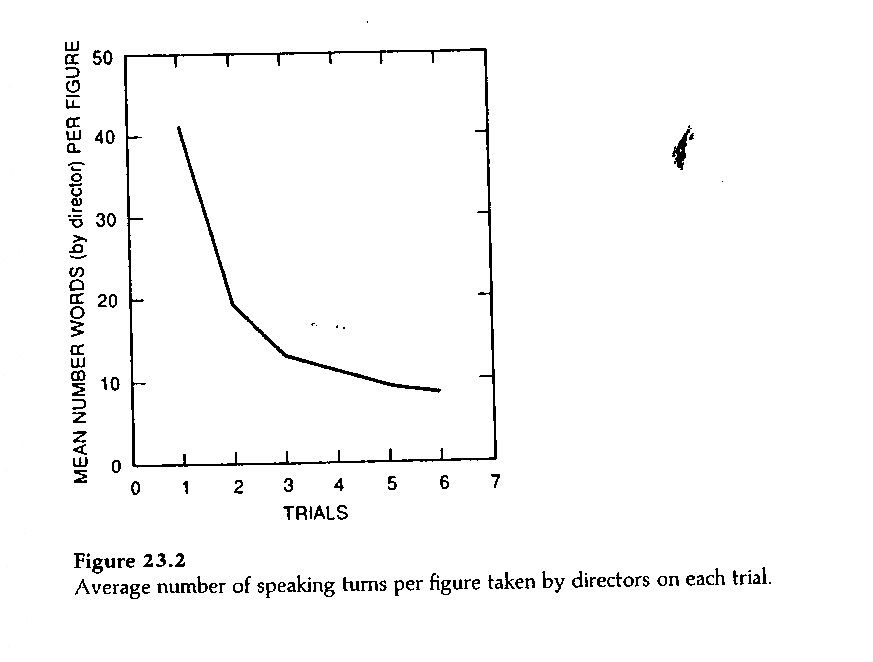 MEAN NUMBER WORDS (by director) PER FIGURE
50
40
30
20
10
0
0 1 2 3 4 5 6 7
TRIALS
Figure 23.2
Average number of speaking turns per figure taken by directors on each trial.